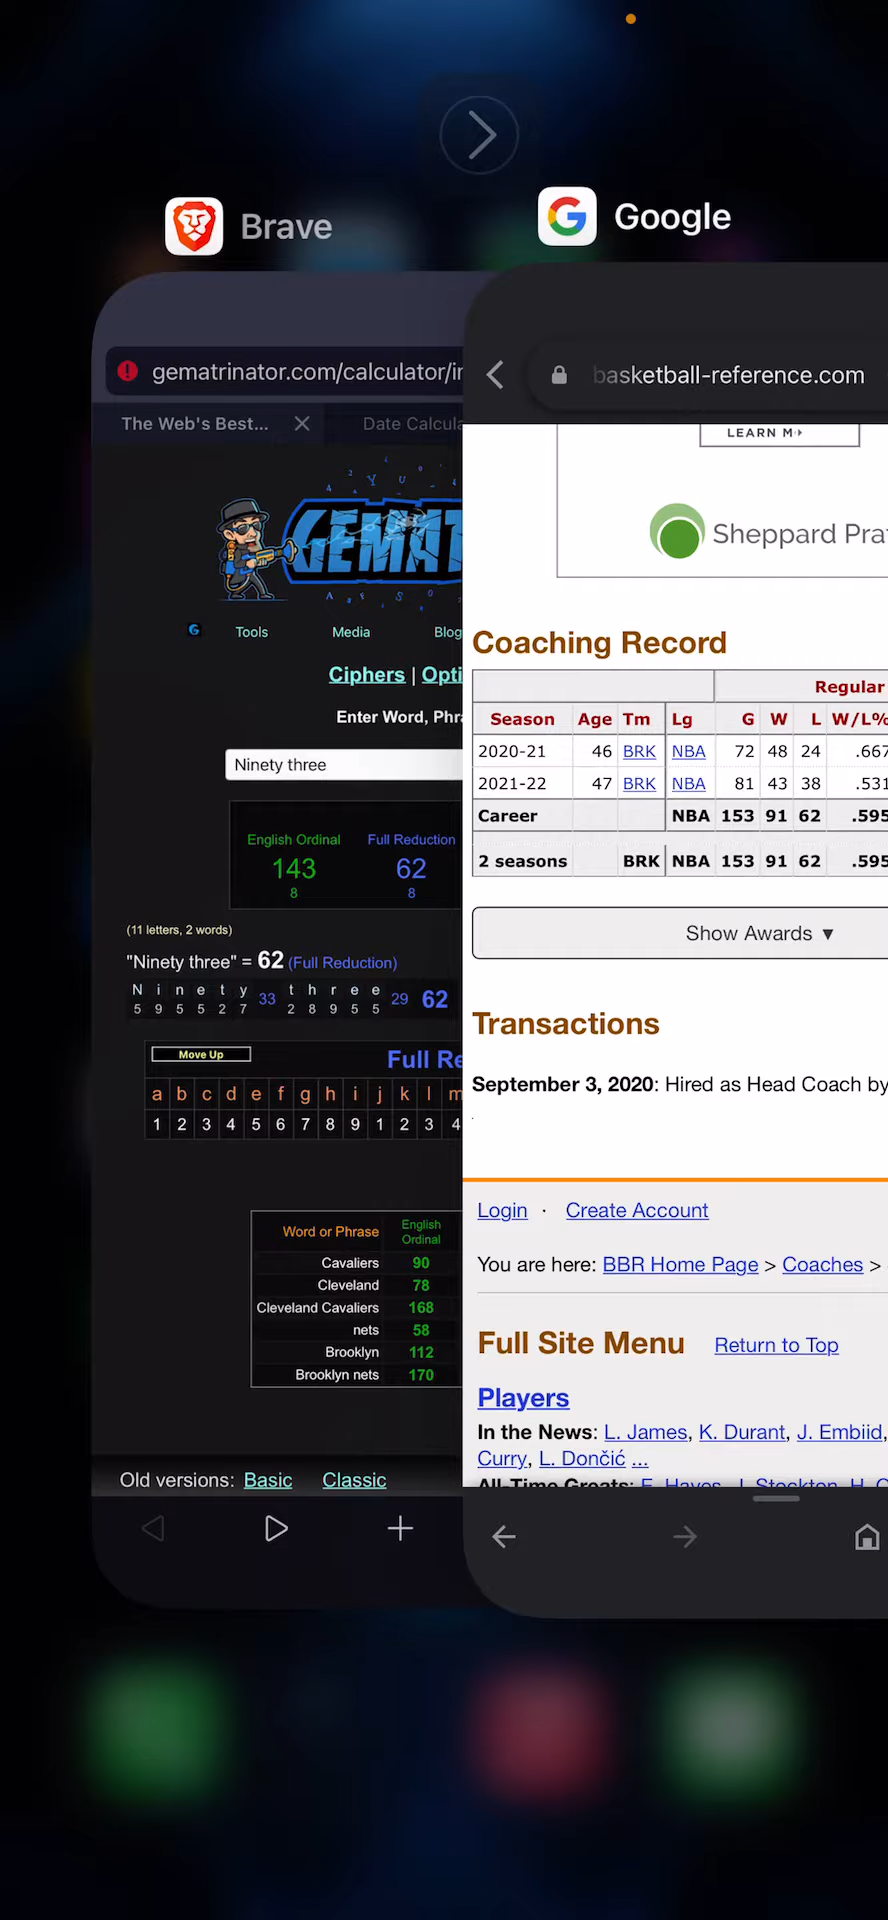 Brave
Google
gematrinator.com/calculator/in
basketball-reference.com
The Web's Best...
Date Calcula
LEARN M
Sheppard Pra
GEMAT
Tools Media Blog
Ciphers | Opti
Enter Word, Phra
Ninety three
English Ordinal Full Reduction
143 62
8 8
(11 letters, 2 words)
"Ninety three" = 62 (Full Reduction)
N i n e t y 33 t h r e e 29 62
5 9 5 5 2 7 2 8 9 5 5
Move Up
Full Re
a b c d e f g h i j k l m
1 2 3 4 5 6 7 8 9 1 2 3 4
Word or Phrase English Ordinal
Cavaliers 90
Cleveland 78
Cleveland Cavaliers 168
nets 58
Brooklyn 112
Brooklyn nets 170
Old versions: Basic Classic
Coaching Record
Regular
Season Age Tm Lg G W L W/L%
2020-21 46 BRK NBA 72 48 24 .667
2021-22 47 BRK NBA 81 43 38 .531
Career NBA 153 91 62 .595
2 seasons BRK NBA 153 91 62 .595
Show Awards ▼
Transactions
September 3, 2020: Hired as Head Coach by
.
Login · Create Account
You are here: BBR Home Page > Coaches >
Full Site Menu Return to Top
Players
In the News: L. James, K. Durant, J. Embiid,
Curry, L. Dončić ...
All-Time Greats: E. Hayes, J. Stockton, H.